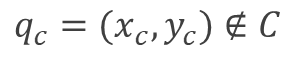 q_c = (x_c, y_c) ∉ C